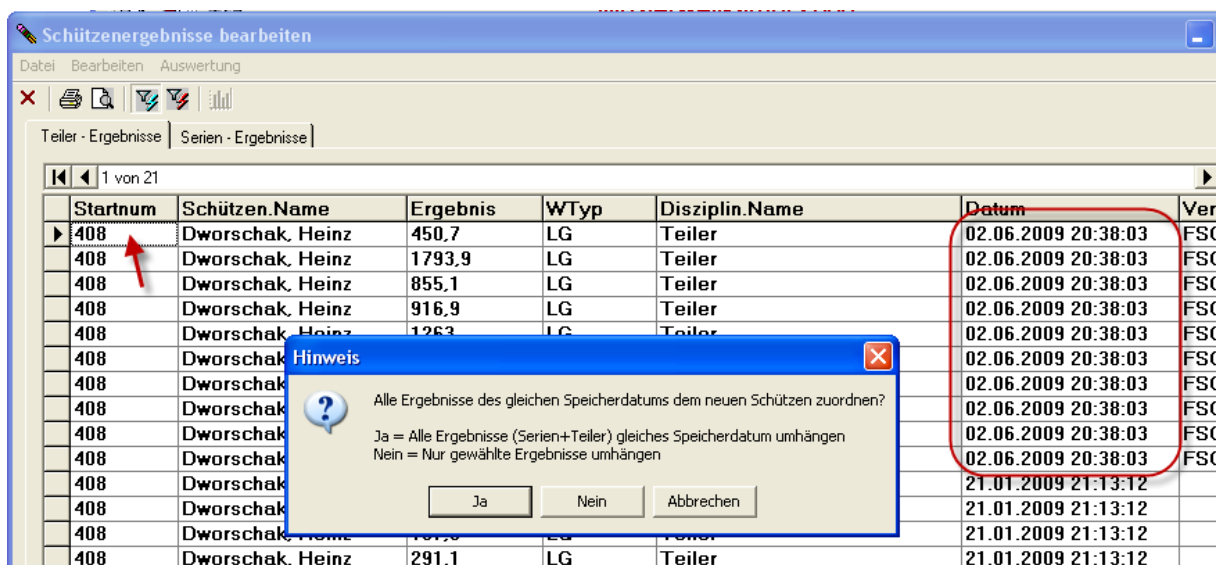 Schützenergebnisse bearbeiten
Datei Bearbeiten Auswertung
Teiler - Ergebnisse Serien - Ergebnisse
1 von 21
Startnum Schützen.Name Ergebnis WTyp Disziplin.Name Datum
408 Dworschak, Heinz 450,7 LG Teiler 02.06.2009 20:38:03
408 Dworschak, Heinz 1793,9 LG Teiler 02.06.2009 20:38:03
408 Dworschak, Heinz 855,1 LG Teiler 02.06.2009 20:38:03
408 Dworschak, Heinz 916,9 LG Teiler 02.06.2009 20:38:03
408 Dworschak, Heinz 1263 LG Teiler 02.06.2009 20:38:03
408 Dworschak 02.06.2009 20:38:03
408 Dworschak 02.06.2009 20:38:03
408 Dworschak 02.06.2009 20:38:03
408 Dworschak 02.06.2009 20:38:03
408 Dworschak 02.06.2009 20:38:03
408 Dworschak 21.01.2009 21:13:12
408 Dworschak 21.01.2009 21:13:12
408 Dworschak, 21.01.2009 21:13:12
408 Dworschak, Heinz 291,1 LG Teiler 21.01.2009 21:13:12
Hinweis
Alle Ergebnisse des gleichen Speicherdatums dem neuen Schützen zuordnen?
Ja = Alle Ergebnisse (Serien+Teiler) gleiches Speicherdatum umhängen
Nein = Nur gewählte Ergebnisse umhängen
Ja Nein Abbrechen